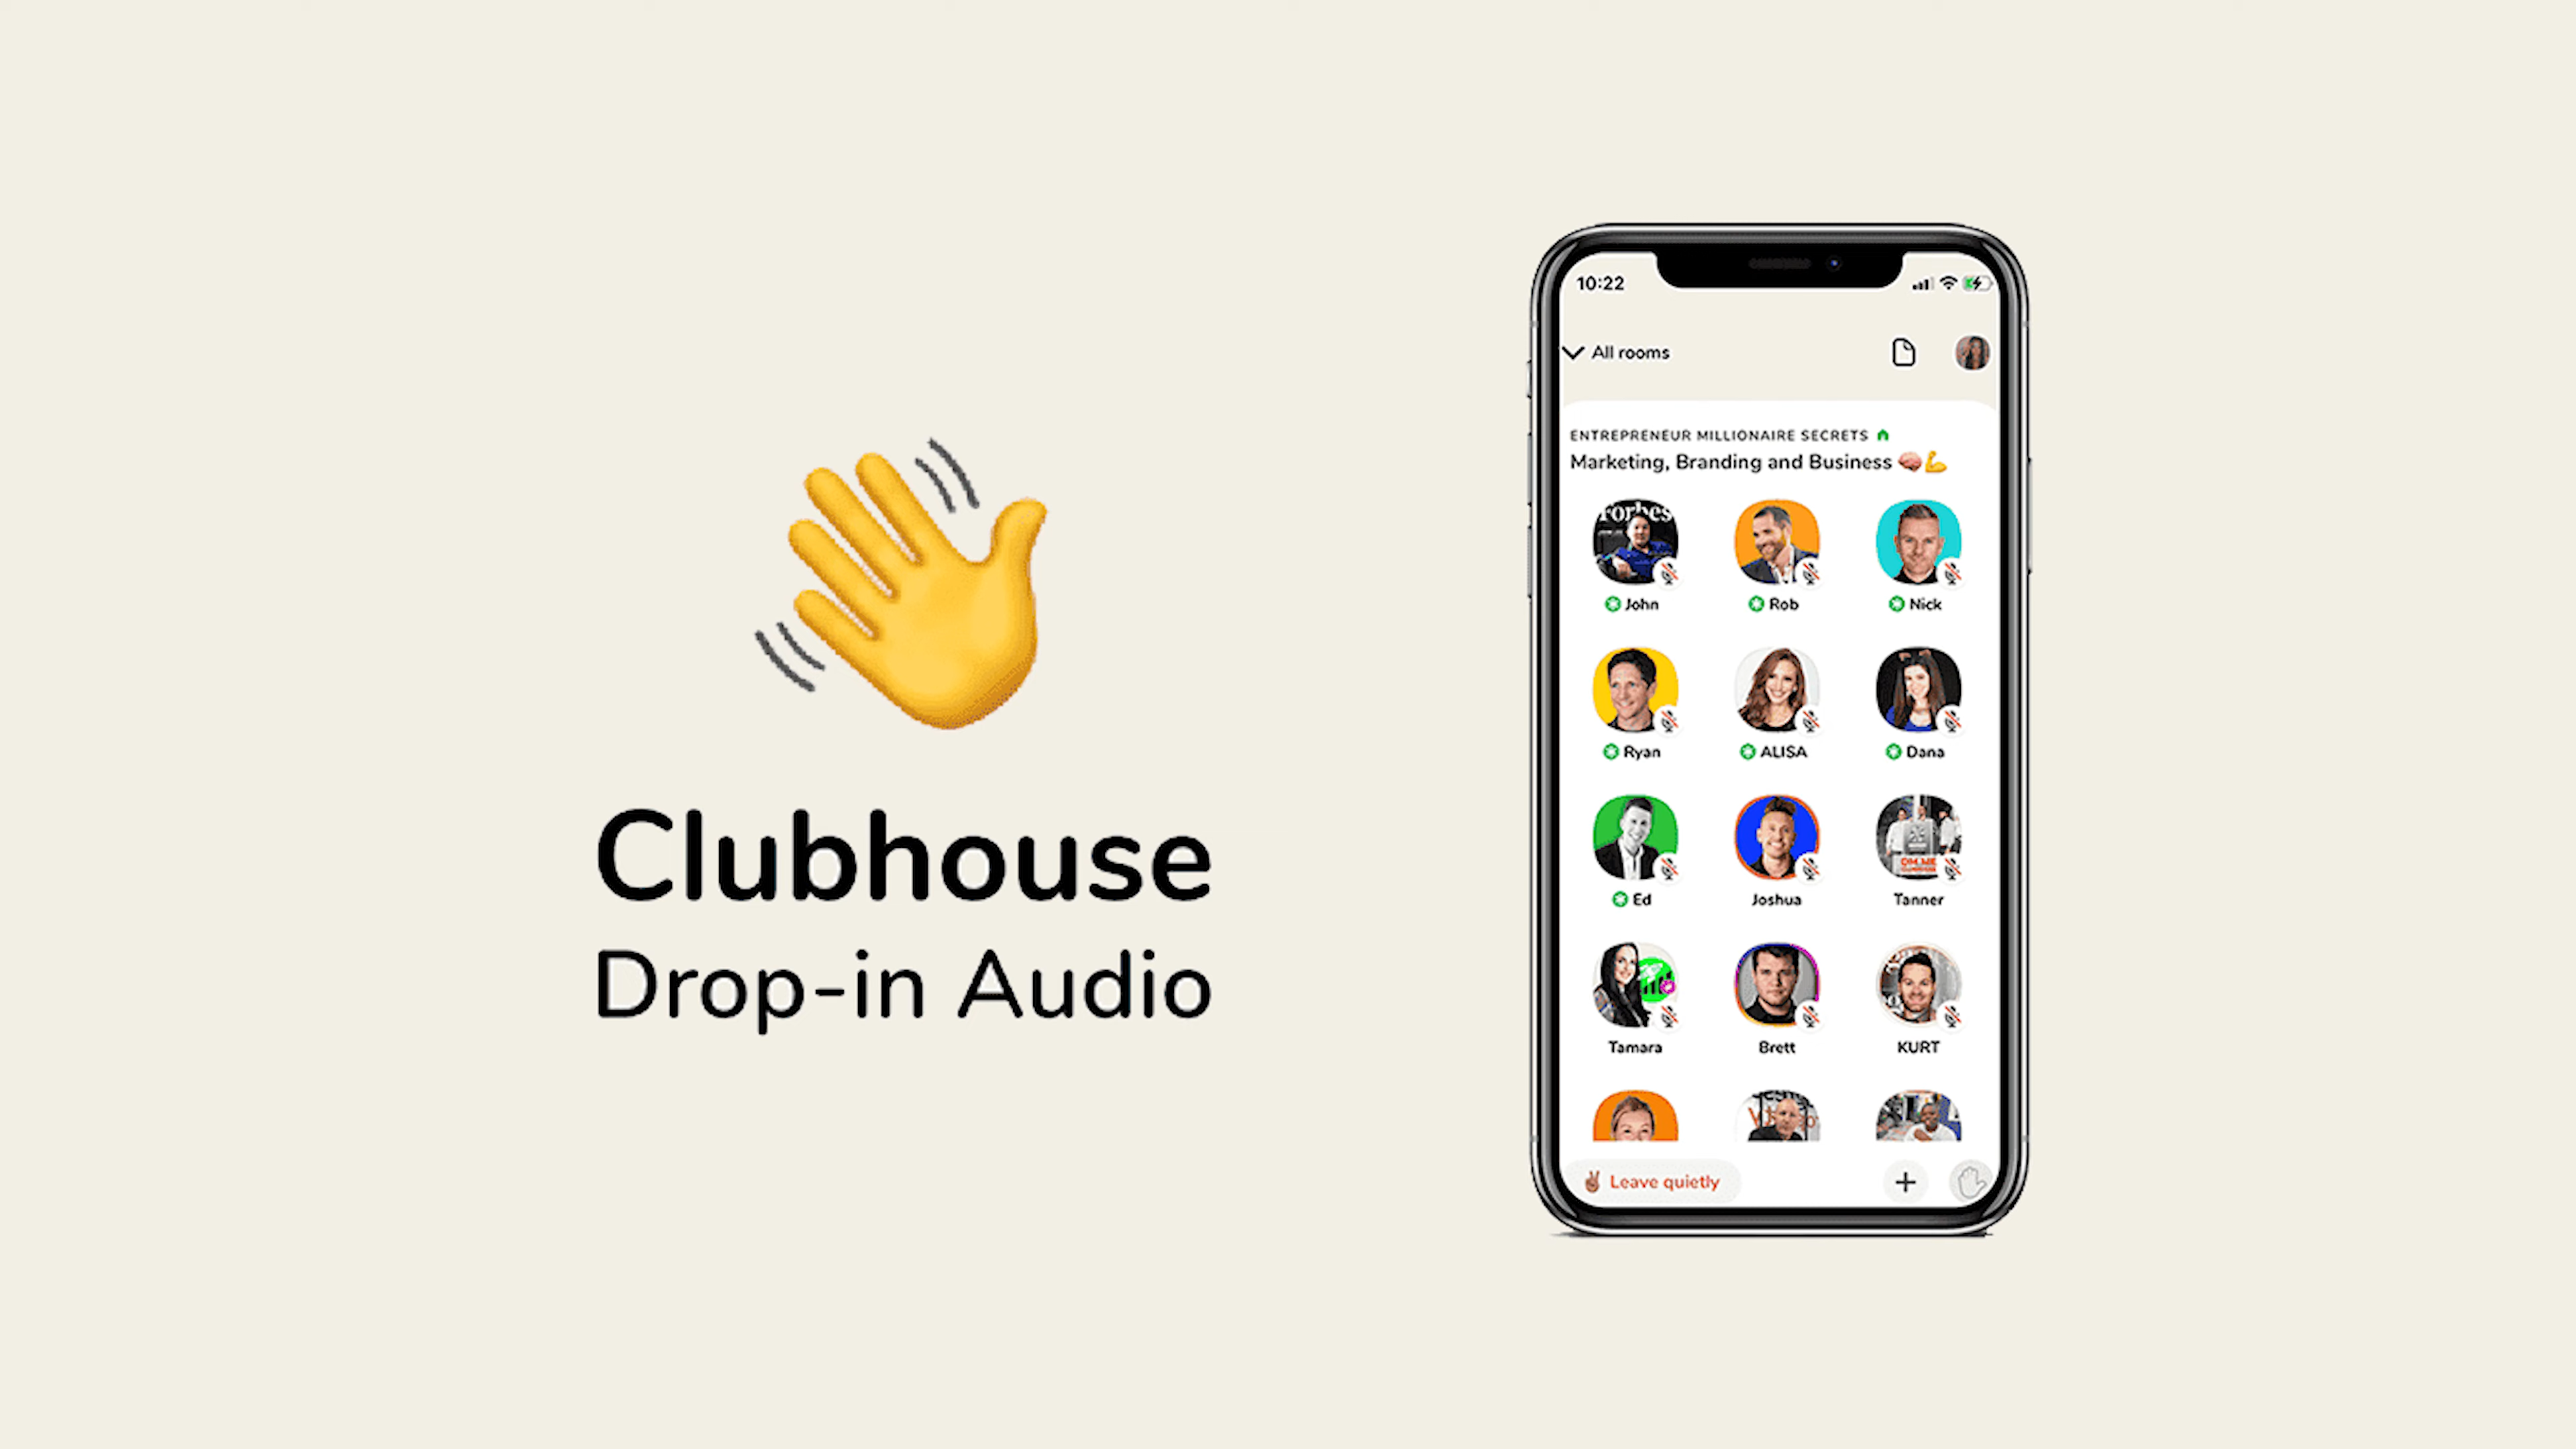 Clubhouse
Drop-in Audio
10:22
All rooms
ENTREPRENEUR MILLIONAIRE SECRETS
Marketing, Branding and Business 🧠💪
Forbes
John
Rob
Nick
Ryan
ALISA
Dana
Ed
Joshua
Tanner
Tamara
Brett
KURT
✌🏽 Leave quietly